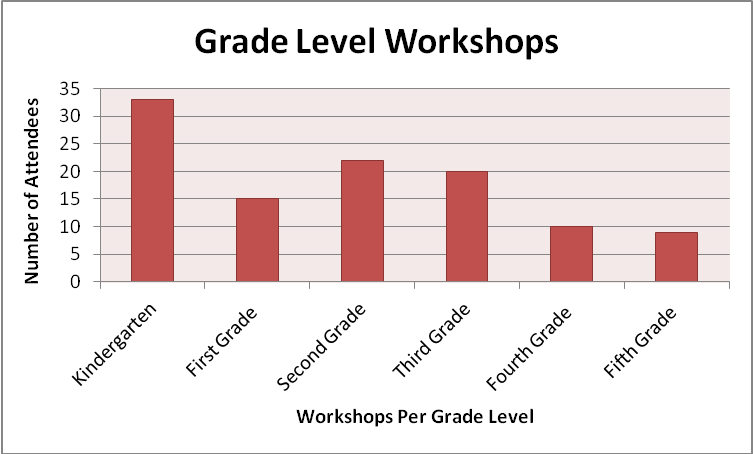 Grade Level Workshops
Number of Attendees
35
30
25
20
15
10
5
0
Kindergarten
First Grade
Second Grade
Third Grade
Fourth Grade
Fifth Grade
Workshops Per Grade Level